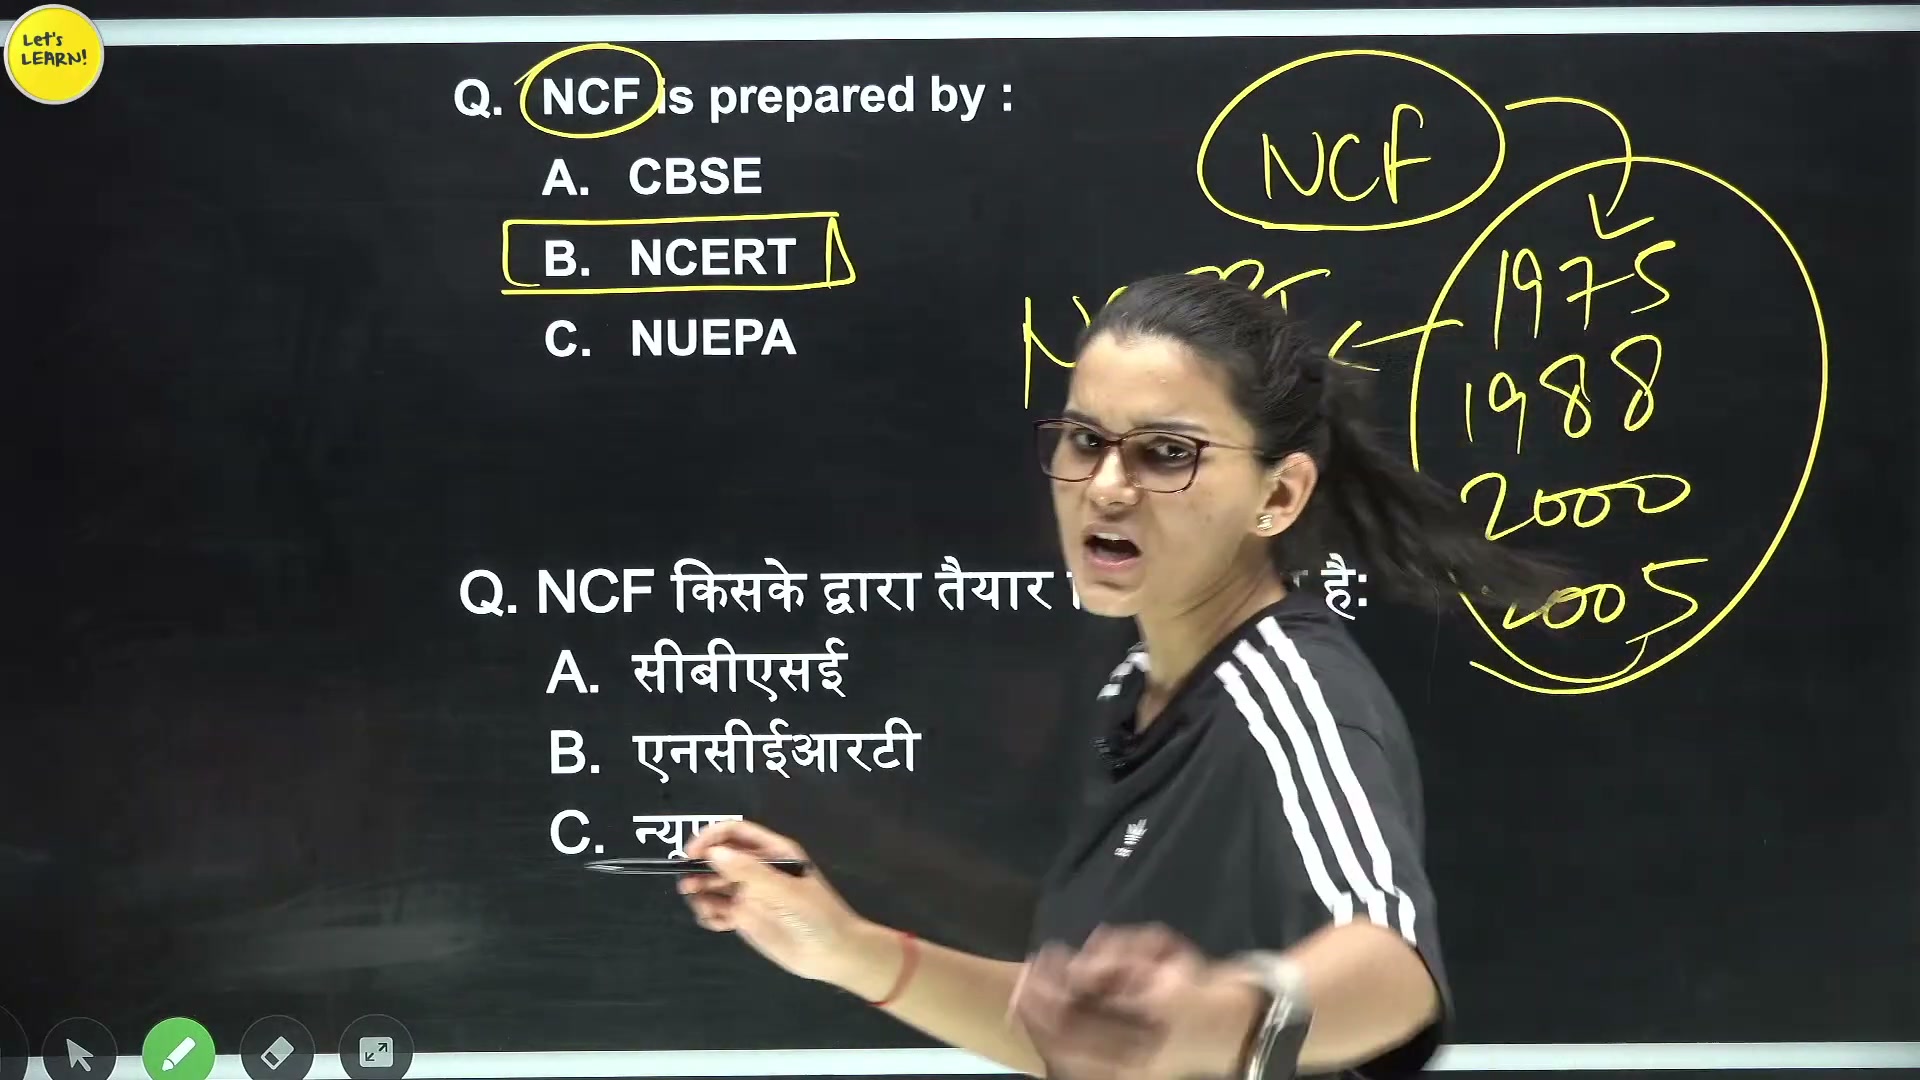 Let's
LEARN!
Q. NCF is prepared by :
A. CBSE
B. NCERT
C. NUEPA
NCF
1975
1988
2000
2005
Q. NCF किसके द्वारा तैयार है:
A. सीबीएसई
B. एनसीईआरटी
C.